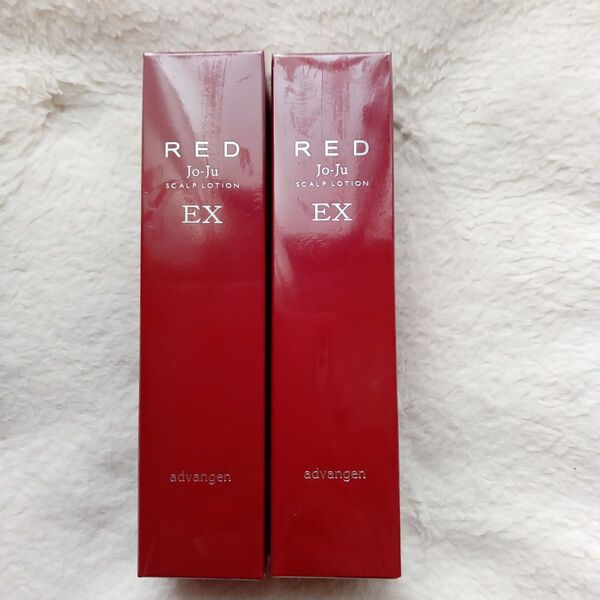 RED
Jo-Ju
SCALP LOTION
EX
advangen
RED
Jo-Ju
SCALP LOTION
EX
advangen